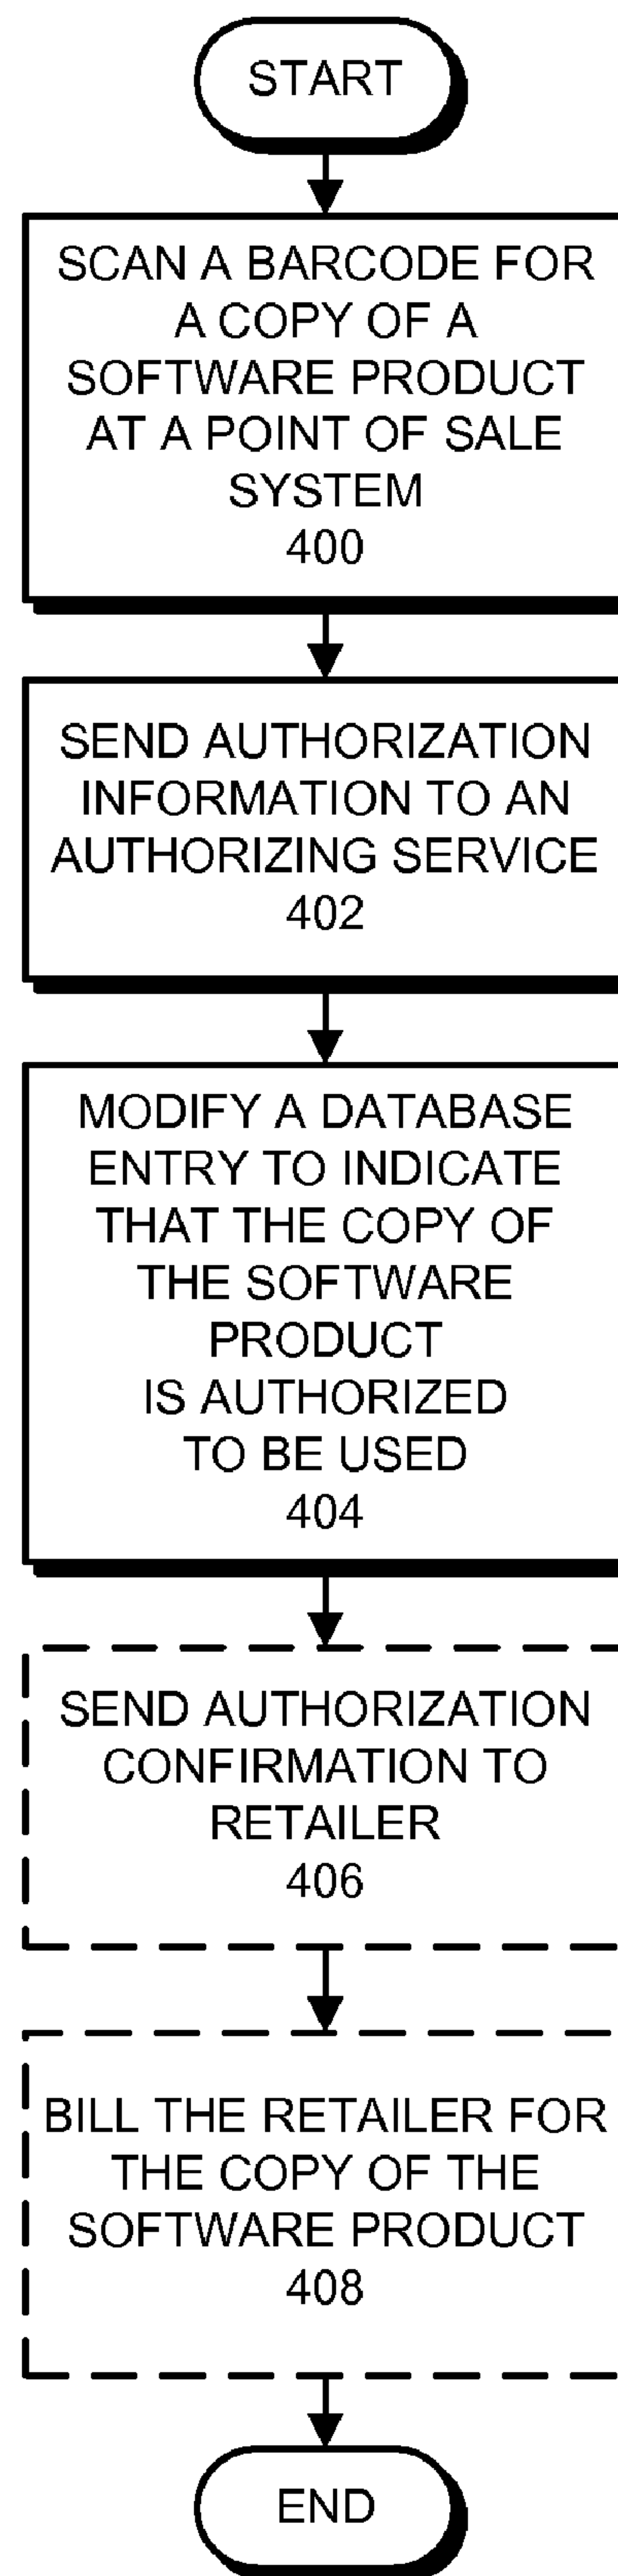 START
SCAN A BARCODE FOR
A COPY OF A
SOFTWARE PRODUCT
AT A POINT OF SALE
SYSTEM
400
SEND AUTHORIZATION
INFORMATION TO AN
AUTHORIZING SERVICE
402
MODIFY A DATABASE
ENTRY TO INDICATE
THAT THE COPY OF
THE SOFTWARE
PRODUCT
IS AUTHORIZED
TO BE USED
404
SEND AUTHORIZATION
CONFIRMATION TO
RETAILER
406
BILL THE RETAILER FOR
THE COPY OF THE
SOFTWARE PRODUCT
408
END